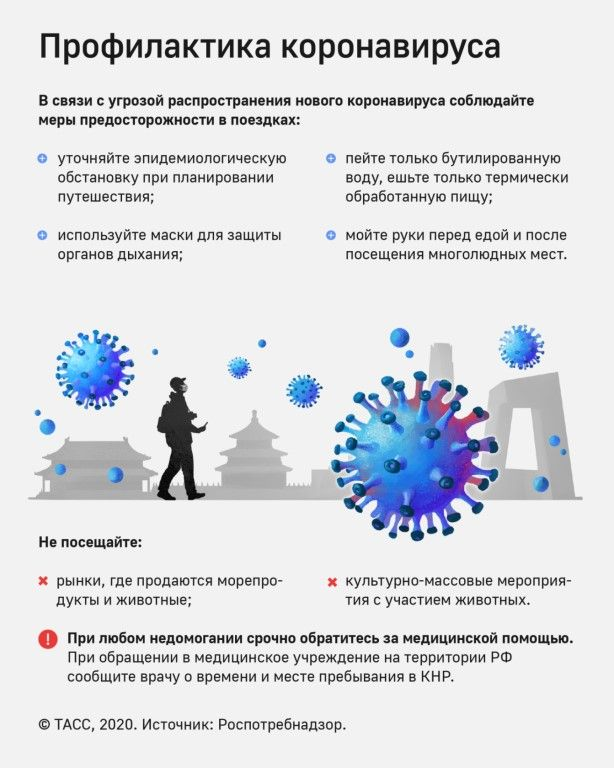 Профилактика коронавируса
В связи с угрозой распространения нового коронавируса соблюдайте
меры предосторожности в поездках:
уточняйте эпидемиологическую
обстановку при планировании
путешествия;
используйте маски для защиты
органов дыхания;
пейте только бутилированную
воду, ешьте только термически
обработанную пищу;
мойте руки перед едой и после
посещения многолюдных мест.
Не посещайте:
рынки, где продаются морепро-
дукты и животные;
культурно-массовые мероприя-
тия с участием животных.
При любом недомогании срочно обратитесь за медицинской помощью.
При обращении в медицинское учреждение на территории РФ
сообщите врачу о времени и месте пребывания в КНР.
© ТАСС, 2020. Источник: Роспотребнадзор.